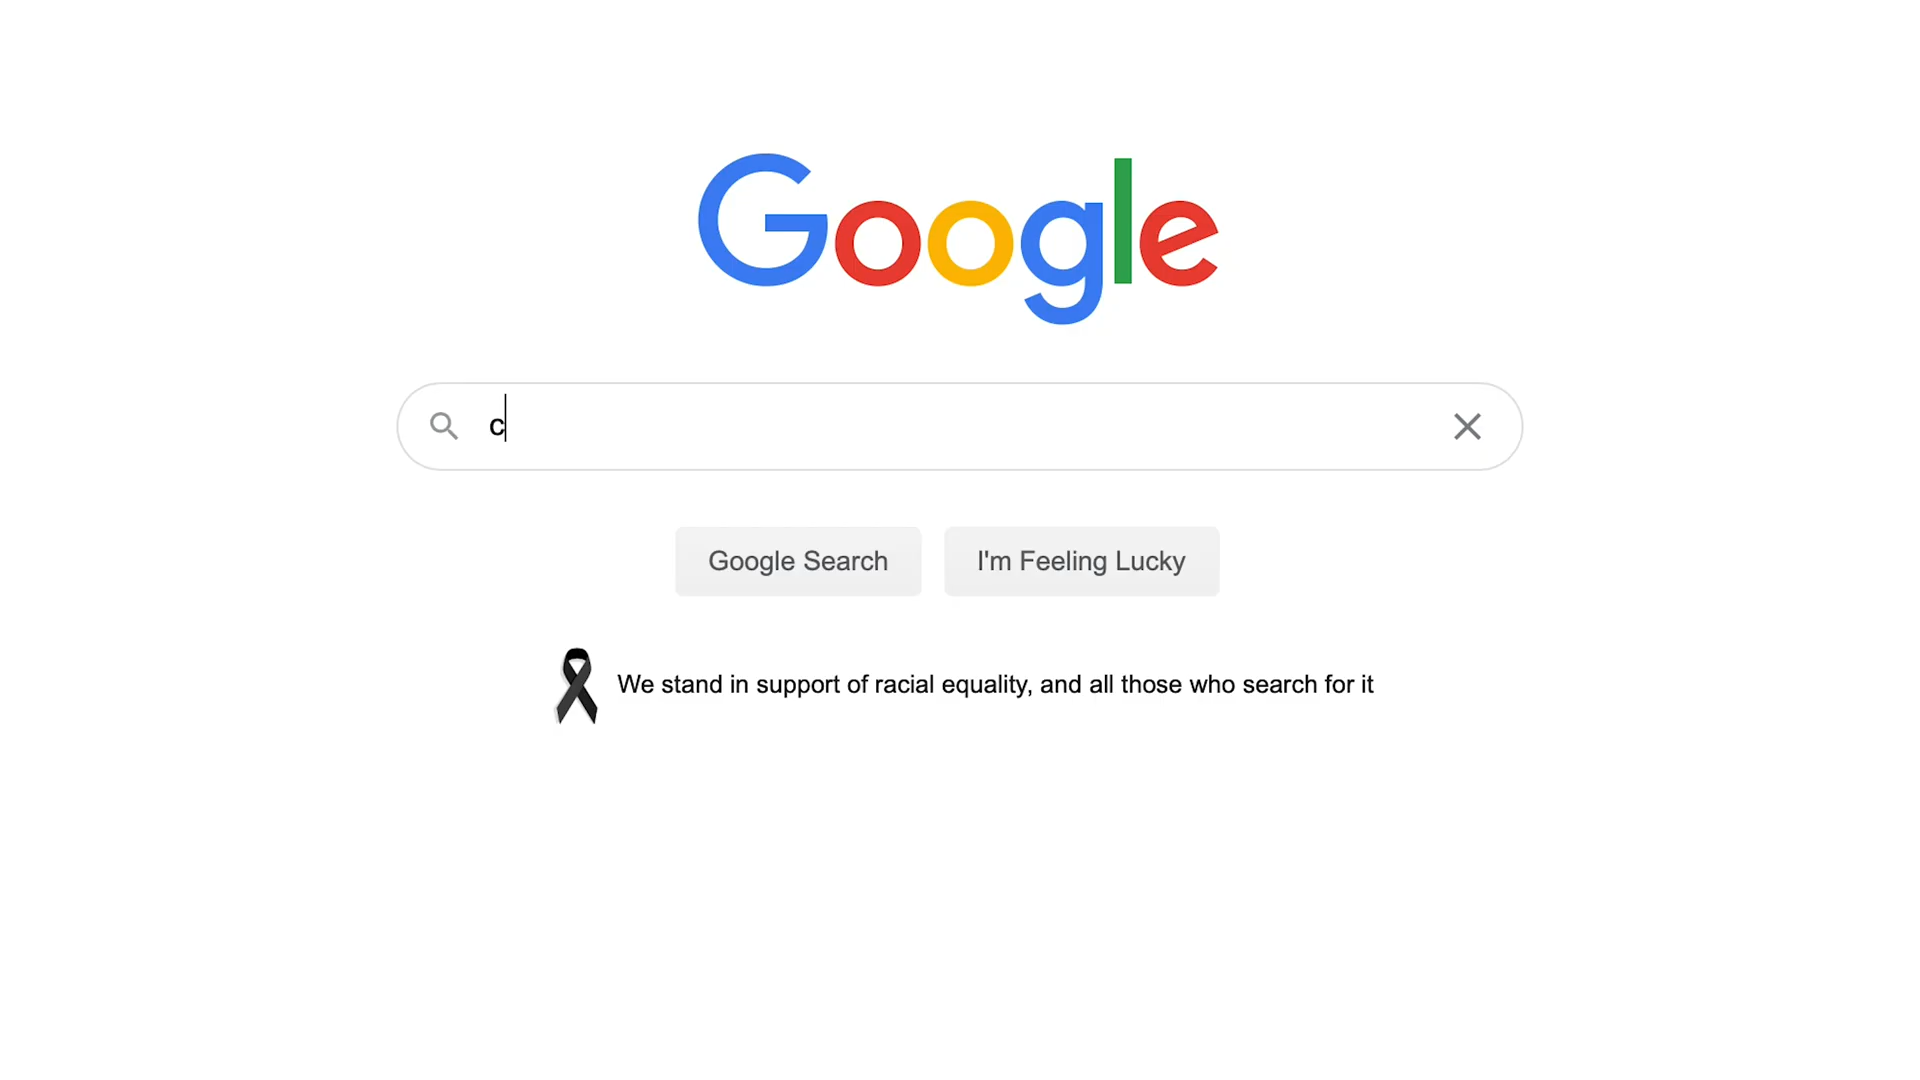 Google
c
Google Search
I'm Feeling Lucky
We stand in support of racial equality, and all those who search for it